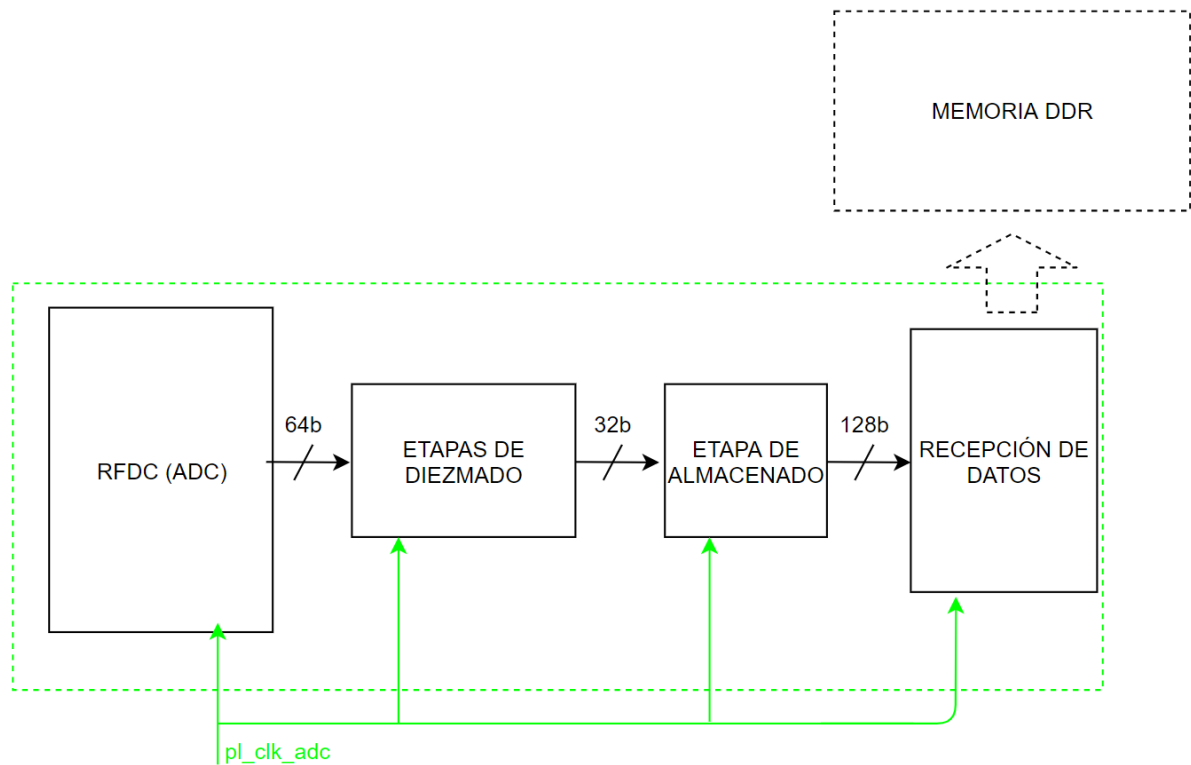 MEMORIA DDR
64b
32b
128b
RFDC (ADC)
ETAPAS DE
DIEZMADO
ETAPA DE
ALMACENADO
RECEPCIÓN DE
DATOS
pl_clk_adc